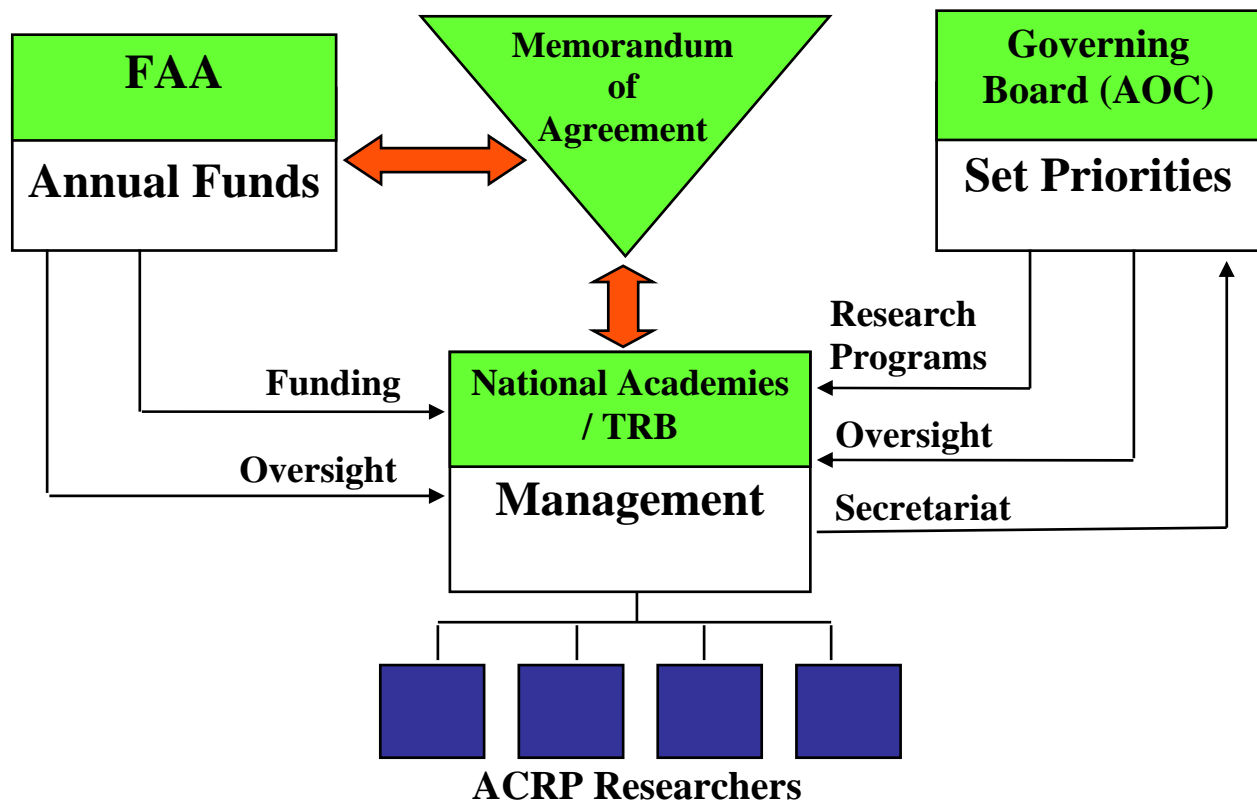 FAA
Annual Funds
Memorandum
of
Agreement
Governing
Board (AOC)
Set Priorities
Funding
Oversight
National Academies
/ TRB
Management
Research
Programs
Oversight
Secretariat
ACRP Researchers